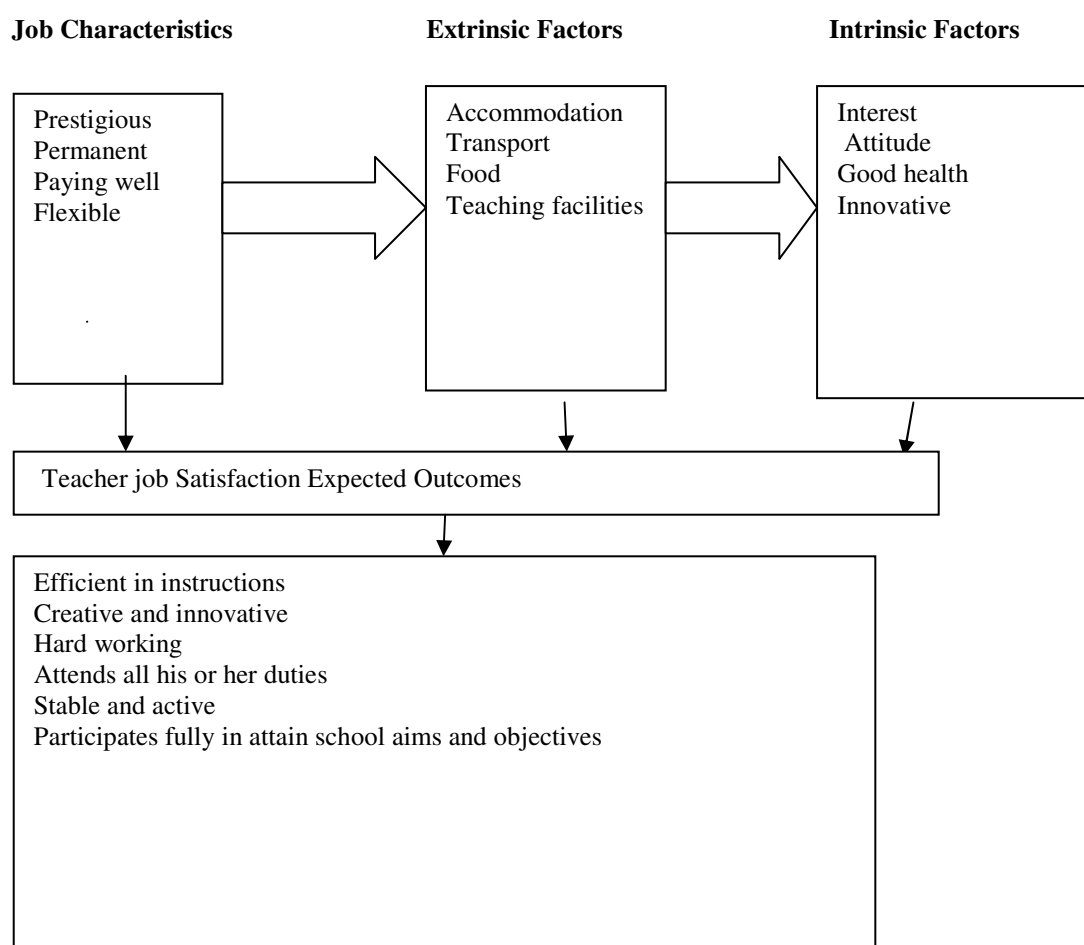 Job Characteristics
Extrinsic Factors
Intrinsic Factors
Prestigious
Permanent
Paying well
Flexible
.
Accommodation
Transport
Food
Teaching facilities
Interest
Attitude
Good health
Innovative
Teacher job Satisfaction Expected Outcomes
Efficient in instructions
Creative and innovative
Hard working
Attends all his or her duties
Stable and active
Participates fully in attain school aims and objectives